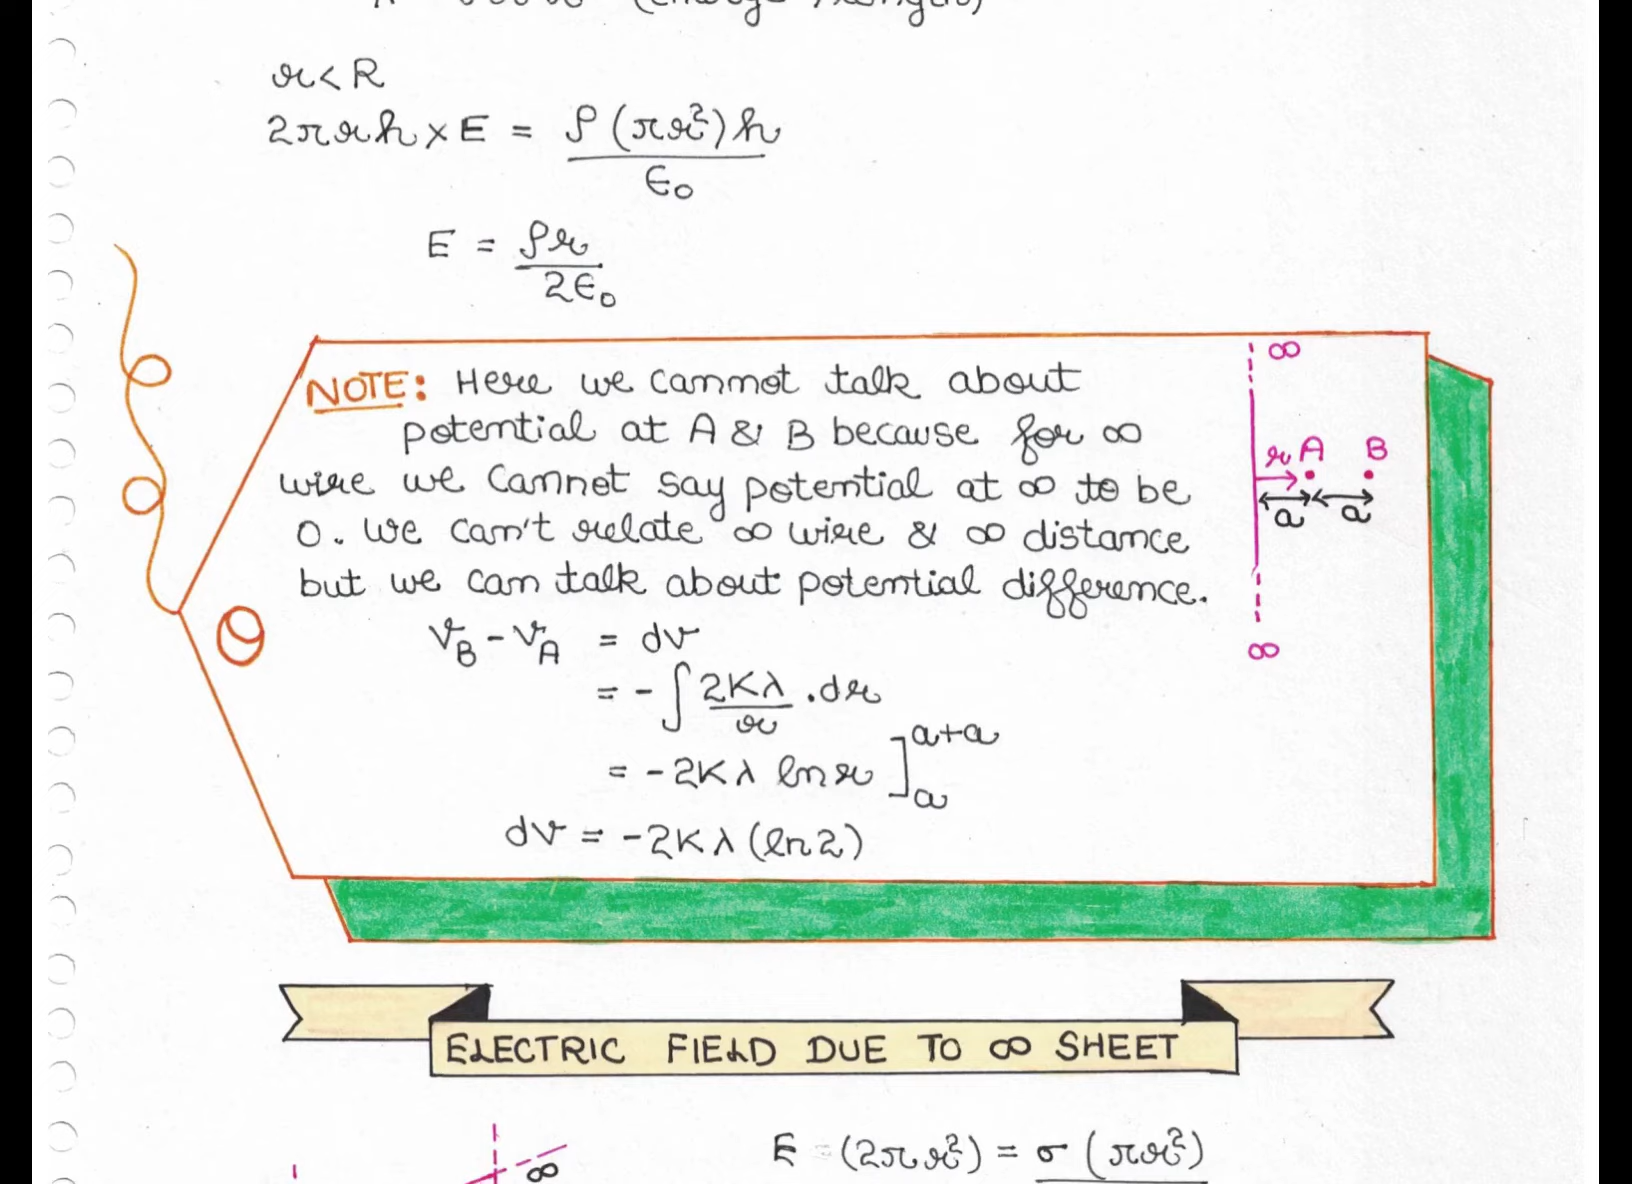 r < R
2πrh × E = ρ(πr²)h / ε₀
E = ρr / 2ε₀
∞
NOTE: Here we cannot talk about
potential at A & B because for ∞
wire we cannot say potential at ∞ to be
0. We can't relate ∞ wire & ∞ distance
but we can talk about potential difference.
r A B
a a
∞
V_B - V_A = dv
= - ∫ 2Kλ / r . dr
= - 2Kλ ln r ]ₐᵃ⁺ᵃ
dv = -2Kλ (ln 2)
ELECTRIC FIELD DUE TO ∞ SHEET
E = (2πr²) = σ (πr²)
∞